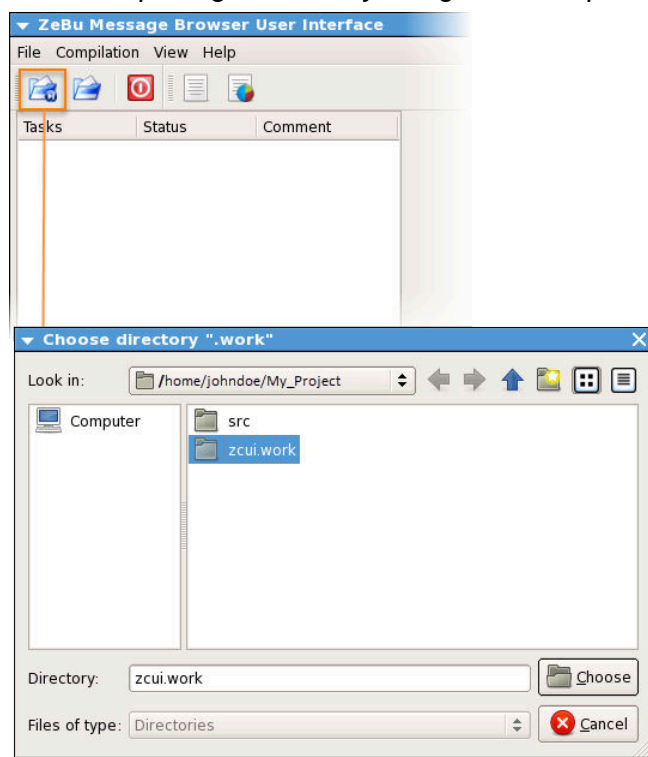 ZeBu Message Browser User Interface
File Compilation View Help
Tasks Status Comment
Choose directory ".work"
Look in: /home/johndoe/My_Project
Computer src
zcui.work
Directory: zcui.work Choose
Files of type: Directories Cancel